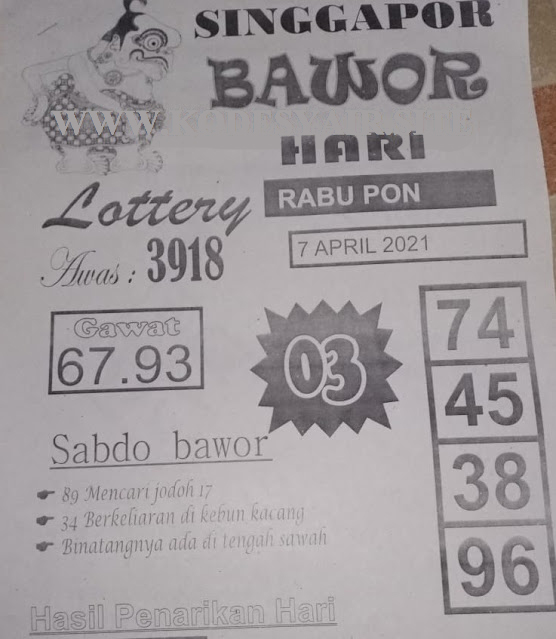 SINGGAPOR
BAWOR
WWW
HARI
Lottery
RABU PON
7 APRIL 2021
Awas : 3918
Gawat
67.93
03
74
45
38
96
Sabdo bawor
89 Mencari jodoh 17
34 Berkeliaran di kebun kacang
Binatangnya ada di tengah sawah
Hasil Penarikan Hari